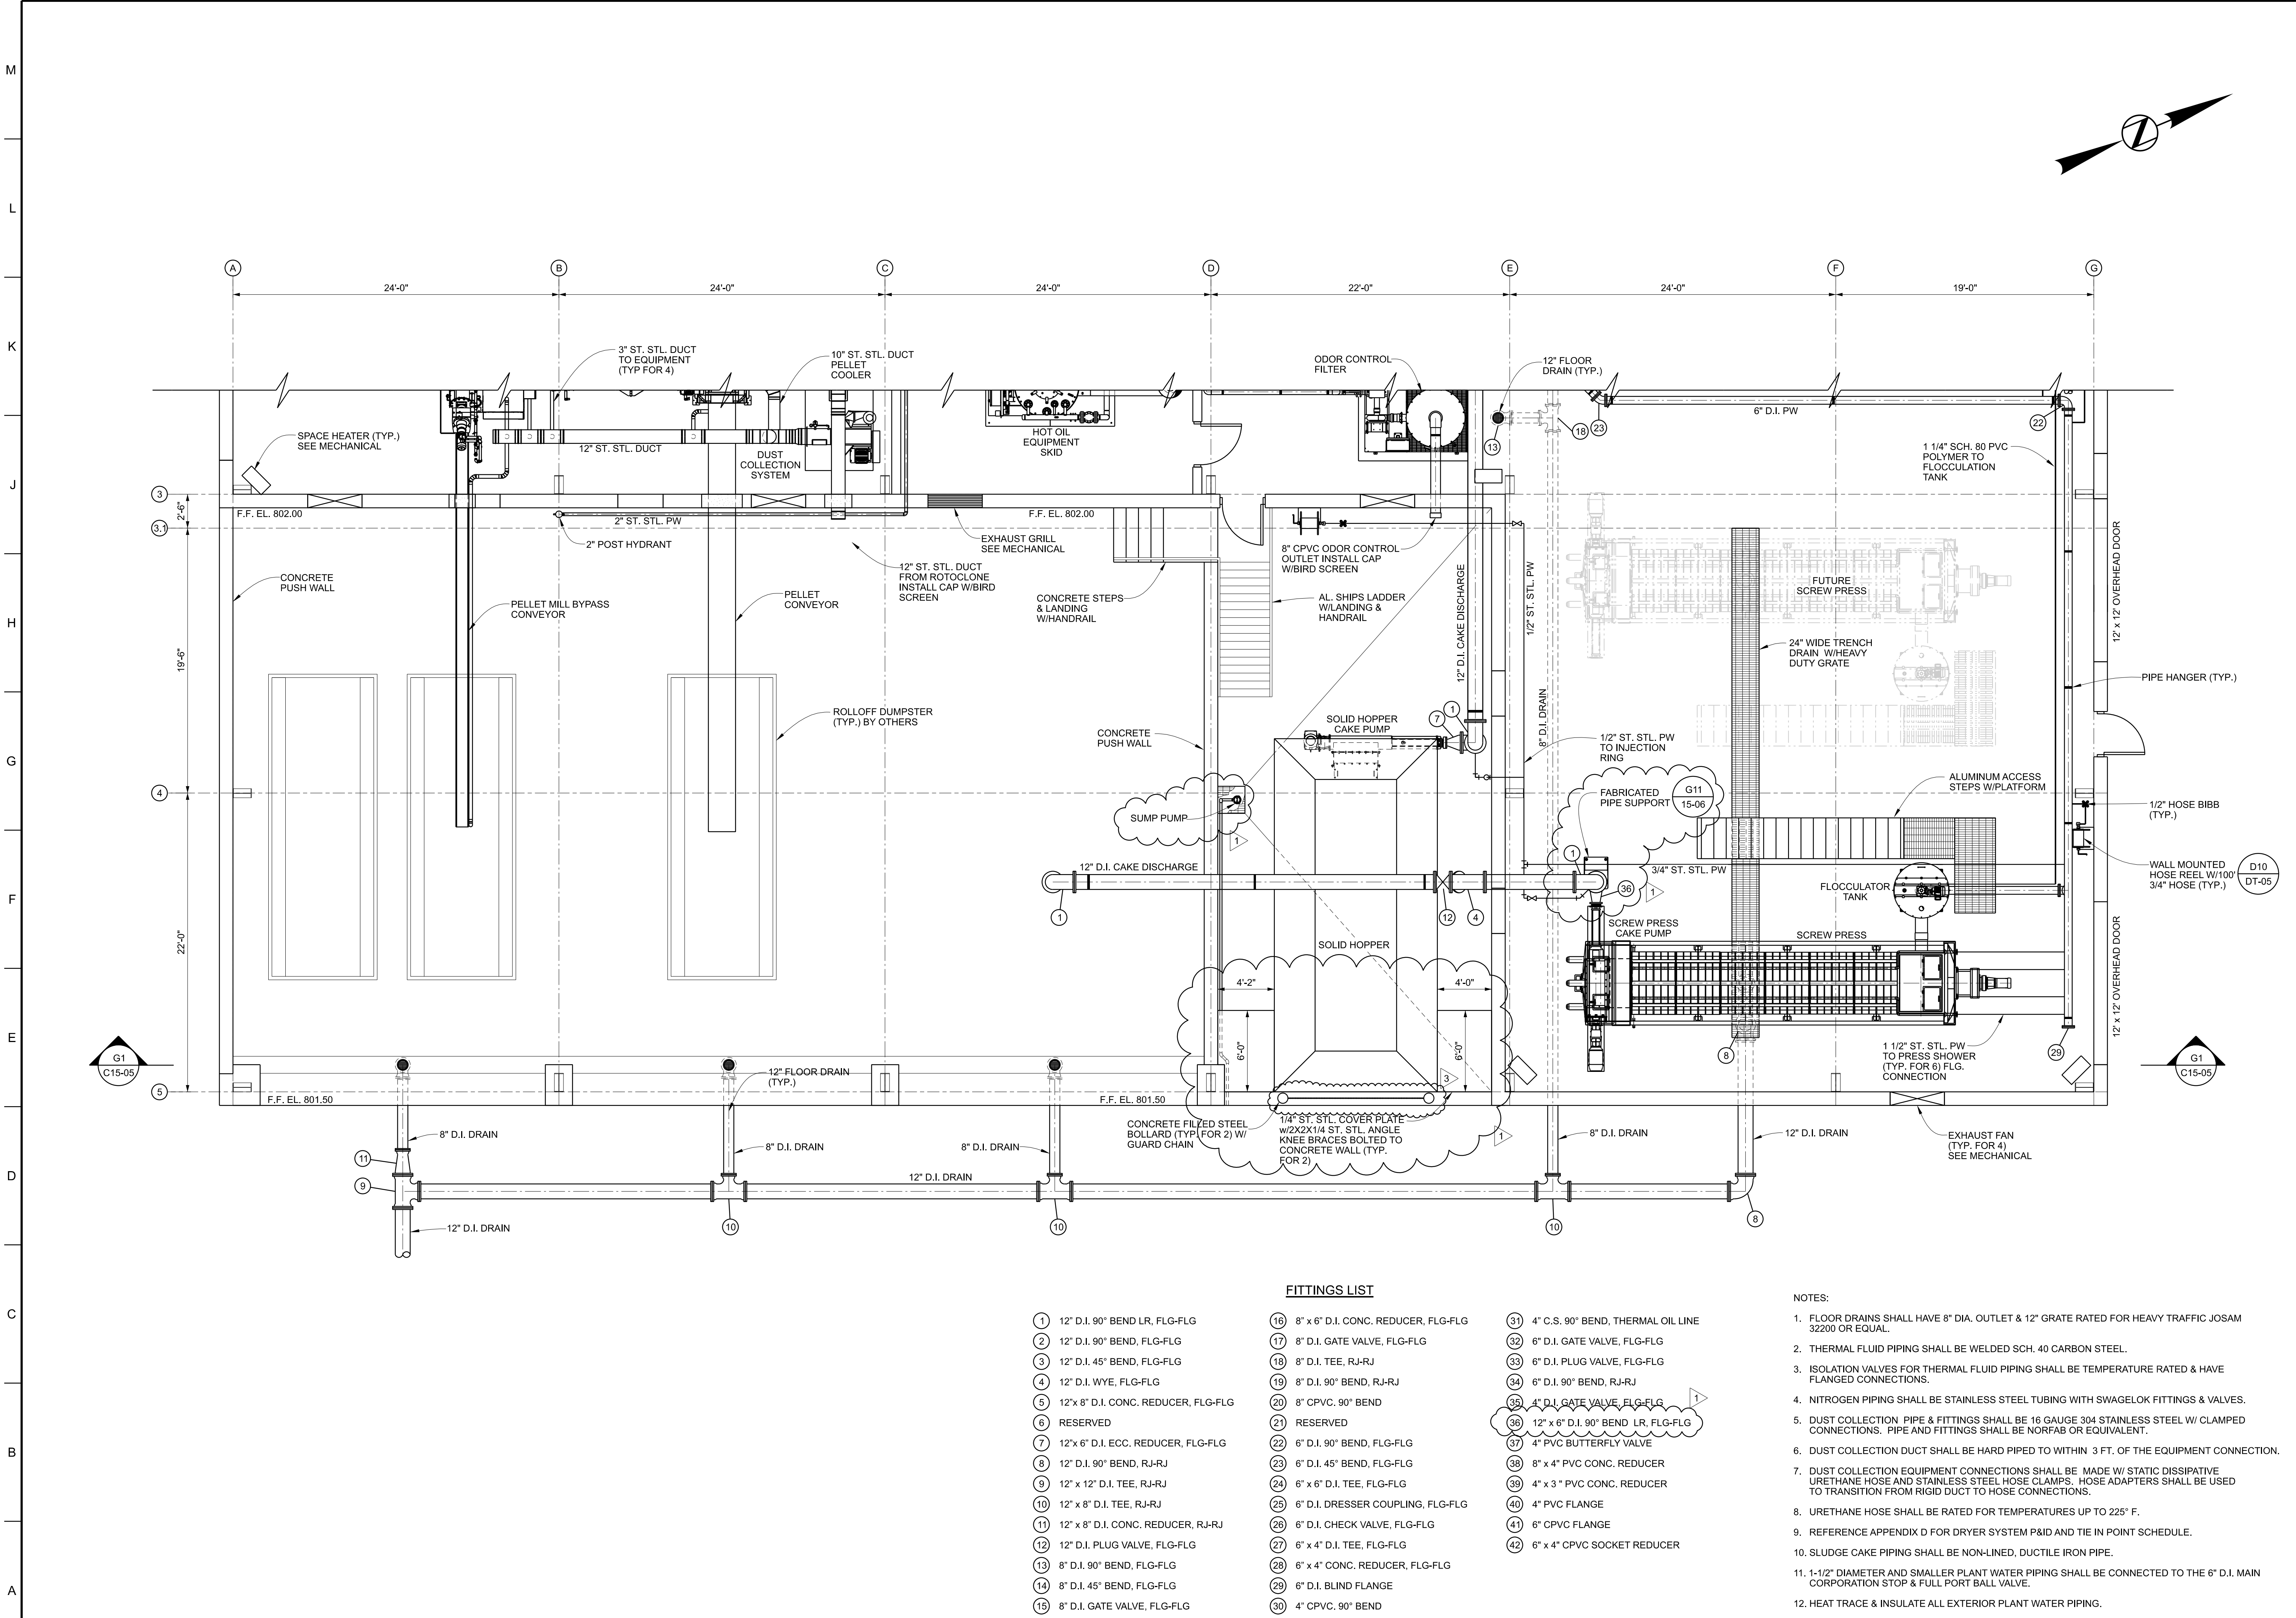 M
L
K
J
H
G
F
E
D
C
B
A
Z
A
B
C
D
E
F
G
24'-0"
24'-0"
24'-0"
22'-0"
24'-0"
19'-0"
3" ST. STL. DUCT
TO EQUIPMENT
(TYP FOR 4)
10" ST. STL. DUCT
PELLET
COOLER
ODOR CONTROL
FILTER
12" FLOOR
DRAIN (TYP.)
6" D.I. PW
18
23
22
13
SPACE HEATER (TYP.)
SEE MECHANICAL
12" ST. STL. DUCT
DUST
COLLECTION
SYSTEM
HOT OIL
EQUIPMENT
SKID
1 1/4" SCH. 80 PVC
POLYMER TO
FLOCCULATION
TANK
3
2'-6"
3.1
F.F. EL. 802.00
2" ST. STL. PW
F.F. EL. 802.00
2" POST HYDRANT
EXHAUST GRILL
SEE MECHANICAL
8" CPVC ODOR CONTROL
OUTLET INSTALL CAP
W/BIRD SCREEN
12" ST. STL. DUCT
FROM ROTOCLONE
INSTALL CAP W/BIRD
SCREEN
CONCRETE
PUSH WALL
PELLET MILL BYPASS
CONVEYOR
PELLET
CONVEYOR
CONCRETE STEPS
& LANDING
W/HANDRAIL
AL. SHIPS LADDER
W/LANDING &
HANDRAIL
12" D.I. CAKE DISCHARGE
1/2" ST. STL. PW
FUTURE
SCREW PRESS
12' x 12' OVERHEAD DOOR
24" WIDE TRENCH
DRAIN W/HEAVY
DUTY GRATE
19'-6"
PIPE HANGER (TYP.)
ROLLOFF DUMPSTER
(TYP.) BY OTHERS
8" D.I. DRAIN
SOLID HOPPER
CAKE PUMP
7
1
CONCRETE
PUSH WALL
1/2" ST. STL. PW
TO INJECTION
RING
4
FABRICATED
PIPE SUPPORT
G11
15-06
ALUMINUM ACCESS
STEPS W/PLATFORM
1/2" HOSE BIBB
(TYP.)
SUMP PUMP
1
12" D.I. CAKE DISCHARGE
1
3/4" ST. STL. PW
36
1
WALL MOUNTED
HOSE REEL W/100'
3/4" HOSE (TYP.)
D10
DT-05
FLOCCULATOR
TANK
1
12
4
SCREW PRESS
CAKE PUMP
SCREW PRESS
22'-0"
SOLID HOPPER
12' x 12' OVERHEAD DOOR
4'-2"
4'-0"
6'-0"
6'-0"
G1
C15-05
8
1 1/2" ST. STL. PW
TO PRESS SHOWER
(TYP. FOR 6) FLG.
CONNECTION
29
G1
C15-05
5
12" FLOOR DRAIN
(TYP.)
3
F.F. EL. 801.50
F.F. EL. 801.50
CONCRETE FILLED STEEL
BOLLARD (TYP. FOR 2) W/
GUARD CHAIN
1/4" ST. STL. COVER PLATE
w/2X2X1/4 ST. STL. ANGLE
KNEE BRACES BOLTED TO
CONCRETE WALL (TYP.
FOR 2)
1
8" D.I. DRAIN
8" D.I. DRAIN
8" D.I. DRAIN
8" D.I. DRAIN
12" D.I. DRAIN
EXHAUST FAN
(TYP. FOR 4)
SEE MECHANICAL
11
9
12" D.I. DRAIN
12" D.I. DRAIN
10
10
10
8
FITTINGS LIST
1 12" D.I. 90° BEND LR, FLG-FLG
2 12" D.I. 90° BEND, FLG-FLG
3 12" D.I. 45° BEND, FLG-FLG
4 12" D.I. WYE, FLG-FLG
5 12"x 8" D.I. CONC. REDUCER, FLG-FLG
6 RESERVED
7 12"x 6" D.I. ECC. REDUCER, FLG-FLG
8 12" D.I. 90° BEND, RJ-RJ
9 12" x 12" D.I. TEE, RJ-RJ
10 12" x 8" D.I. TEE, RJ-RJ
11 12" x 8" D.I. CONC. REDUCER, RJ-RJ
12 12" D.I. PLUG VALVE, FLG-FLG
13 8" D.I. 90° BEND, FLG-FLG
14 8" D.I. 45° BEND, FLG-FLG
15 8" D.I. GATE VALVE, FLG-FLG
16 8" x 6" D.I. CONC. REDUCER, FLG-FLG
17 8" D.I. GATE VALVE, FLG-FLG
18 8" D.I. TEE, RJ-RJ
19 8" D.I. 90° BEND, RJ-RJ
20 8" CPVC. 90° BEND
21 RESERVED
22 6" D.I. 90° BEND, FLG-FLG
23 6" D.I. 45° BEND, FLG-FLG
24 6" x 6" D.I. TEE, FLG-FLG
25 6" D.I. DRESSER COUPLING, FLG-FLG
26 6" D.I. CHECK VALVE, FLG-FLG
27 6" x 4" D.I. TEE, FLG-FLG
28 6" x 4" CONC. REDUCER, FLG-FLG
29 6" D.I. BLIND FLANGE
30 4" CPVC. 90° BEND
31 4" C.S. 90° BEND, THERMAL OIL LINE
32 6" D.I. GATE VALVE, FLG-FLG
33 6" D.I. PLUG VALVE, FLG-FLG
34 6" D.I. 90° BEND, RJ-RJ
35 4" D.I. GATE VALVE, FLG-FLG
1
36 12" x 6" D.I. 90° BEND LR, FLG-FLG
37 4" PVC BUTTERFLY VALVE
38 8" x 4" PVC CONC. REDUCER
39 4" x 3 " PVC CONC. REDUCER
40 4" PVC FLANGE
41 6" CPVC FLANGE
42 6" x 4" CPVC SOCKET REDUCER
NOTES:
1. FLOOR DRAINS SHALL HAVE 8" DIA. OUTLET & 12" GRATE RATED FOR HEAVY TRAFFIC JOSAM
32200 OR EQUAL.
2. THERMAL FLUID PIPING SHALL BE WELDED SCH. 40 CARBON STEEL.
3. ISOLATION VALVES FOR THERMAL FLUID PIPING SHALL BE TEMPERATURE RATED & HAVE
FLANGED CONNECTIONS.
4. NITROGEN PIPING SHALL BE STAINLESS STEEL TUBING WITH SWAGELOK FITTINGS & VALVES.
5. DUST COLLECTION PIPE & FITTINGS SHALL BE 16 GAUGE 304 STAINLESS STEEL W/ CLAMPED
CONNECTIONS. PIPE AND FITTINGS SHALL BE NORFAB OR EQUIVALENT.
6. DUST COLLECTION DUCT SHALL BE HARD PIPED TO WITHIN 3 FT. OF THE EQUIPMENT CONNECTION.
7. DUST COLLECTION EQUIPMENT CONNECTIONS SHALL BE MADE W/ STATIC DISSIPATIVE
URETHANE HOSE AND STAINLESS STEEL HOSE CLAMPS. HOSE ADAPTERS SHALL BE USED
TO TRANSITION FROM RIGID DUCT TO HOSE CONNECTIONS.
8. URETHANE HOSE SHALL BE RATED FOR TEMPERATURES UP TO 225° F.
9. REFERENCE APPENDIX D FOR DRYER SYSTEM P&ID AND TIE IN POINT SCHEDULE.
10. SLUDGE CAKE PIPING SHALL BE NON-LINED, DUCTILE IRON PIPE.
11. 1-1/2" DIAMETER AND SMALLER PLANT WATER PIPING SHALL BE CONNECTED TO THE 6" D.I. MAIN
CORPORATION STOP & FULL PORT BALL VALVE.
12. HEAT TRACE & INSULATE ALL EXTERIOR PLANT WATER PIPING.